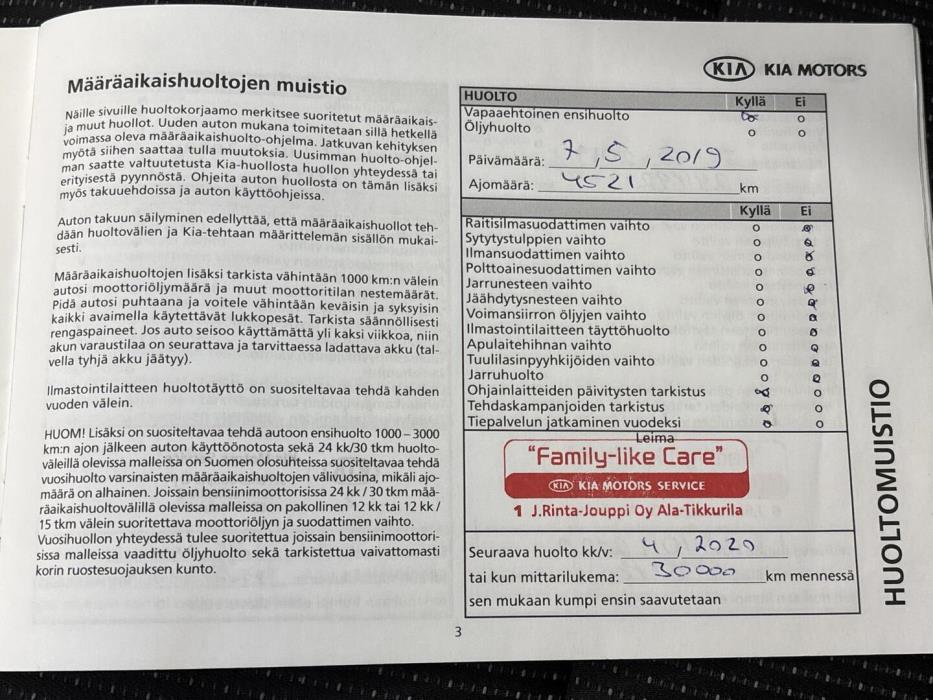 Määräaikaishuoltojen muistio
Näille sivuille huoltokorjaamo merkitsee suoritetut määräaikais-
ja muut huollot. Uuden auton mukana toimitetaan sillä hetkellä
voimassa oleva määräaikaishuolto-ohjelma. Jatkuvan kehityksen
myötä siihen saattaa tulla muutoksia. Uusimman huolto-ohjel-
man saatte valtuutetusta Kia-huollosta huollon yhteydessä tai
erityisestä pyynnöstä. Ohjeita auton huollosta on tämän lisäksi
myös takuuehdoissa ja auton käyttöohjeissa.
Auton takuun säilyminen edellyttää, että määräaikaishuollot teh-
dään huoltovälien ja Kia-tehtaan määrittelemän sisällön mukai-
sesti.
Määräaikaishuoltojen lisäksi tarkista vähintään 1000 km:n välein
autosi moottoriöljymäärä ja muut moottoritilan nestemäärät.
Pidä autosi puhtaana ja voitele vähintään keväisin ja syksyisin
kaikki avaimella käytettävät lukkopesät. Tarkista säännöllisesti
rengaspaineet. Jos auto seisoo käyttämättä yli kaksi viikkoa, niin
akun varaustilaa on seurattava ja tarvittaessa ladattava akku (tal-
vella tyhjä akku jäätyy).
Ilmastointilaitteen huoltotäyttö on suositeltavaa tehdä kahden
vuoden välein.
HUOM! Lisäksi on suositeltavaa tehdä autoon ensihuolto 1000–3000
km:n ajon jälkeen auton käyttöönotosta sekä 24 kk/30 tkm huolto-
väleillä olevissa malleissa on Suomen olosuhteissa suositeltavaa tehdä
vuosihuolto varsinaisten määräaikaishuoltojen välivuosina, mikäli ajo-
määrä on alhainen. Joissain bensiinimoottorisissa 24 kk / 30 tkm mää-
räaikaishuoltovälillä olevissa malleissa on pakollinen 12 kk tai 12 kk /
15 tkm välein suoritettava moottoriöljyn ja suodattimen vaihto.
Vuosihuollon yhteydessä tulee suoritettua joissain bensiinimoottori-
sissa malleissa vaadittu öljyhuolto sekä tarkistettua vaivattomasti
korin ruostesuojauksen kunto.
KIA KIA MOTORS
HUOLTO Kyllä Ei
Vapaaehtoinen ensihuolto o o
Öljyhuolto o o
Päivämäärä: 7 , 5 , 2019
Ajomäärä: 4521 km
Kyllä Ei
Raitisilmasuodattimen vaihto o o
Sytytystulppien vaihto o o
Ilmansuodattimen vaihto o o
Polttoainesuodattimen vaihto o o
Jarrunesteen vaihto o o
Jäähdytysnesteen vaihto o o
Voimansiirron öljyjen vaihto o o
Ilmastointilaitteen täyttöhuolto o o
Apulaitehihnan vaihto o o
Tuulilasinpyyhkijöiden vaihto o o
Jarruhuolto o o
Ohjainlaitteiden päivitysten tarkistus o o
Tehdaskampanjoiden tarkistus o o
Tiepalvelun jatkaminen vuodeksi o o
Leima
"Family-like Care"
KIA KIA MOTORS SERVICE
1 J.Rinta-Jouppi Oy Ala-Tikkurila
Seuraava huolto kk/v: 4 , 2020
tai kun mittarilukema: 30000 km mennessä
sen mukaan kumpi ensin saavutetaan
HUOLTOMUISTIO
3